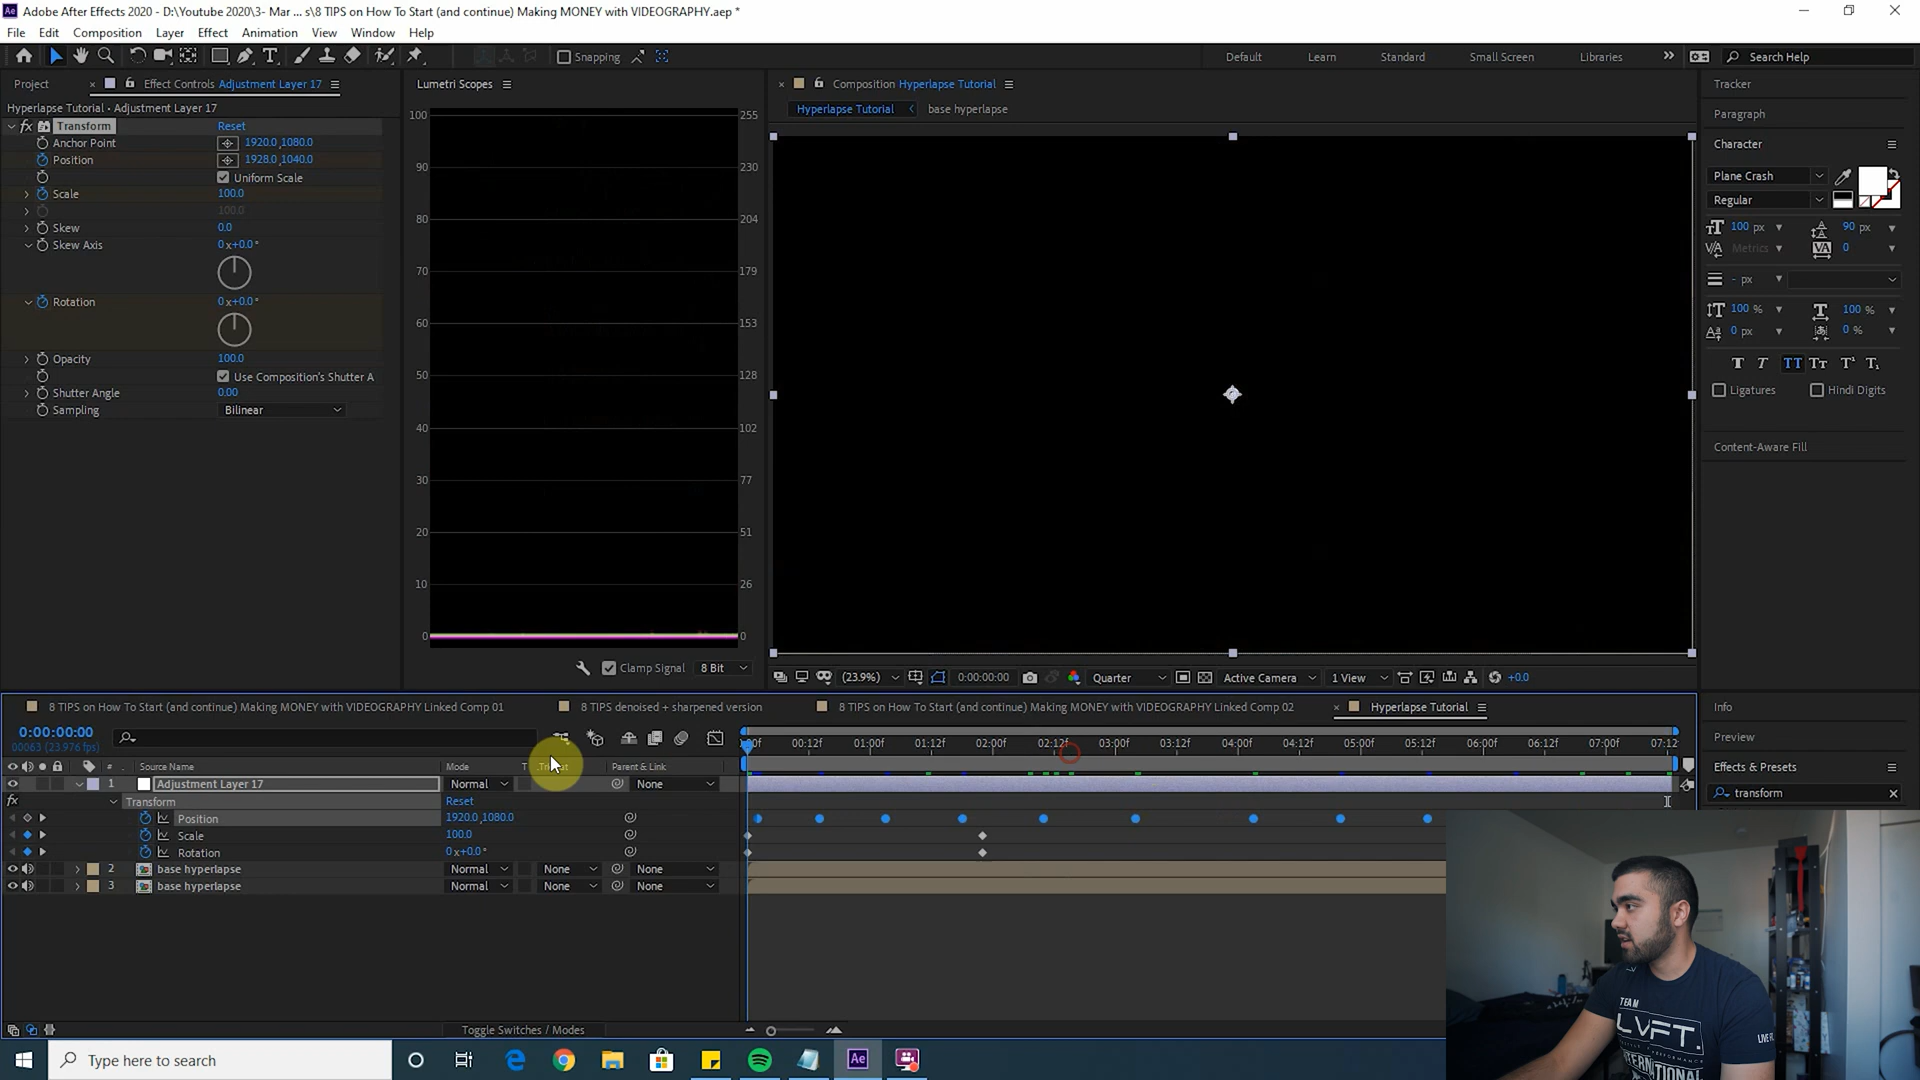 Adobe After Effects 2020 - D:\Youtube 2020\3- Mar ... s\8 TIPS on How To Start (and continue) Making MONEY with VIDEOGRAPHY.aep *
File Edit Composition Layer Effect Animation View Window Help
Snapping Default Learn Standard Small Screen Libraries Search Help
Project Effect Controls Adjustment Layer 17
Hyperlapse Tutorial • Adjustment Layer 17
fx Transform Reset
Anchor Point 1920.0,1080.0
Position 1928.0,1040.0
Uniform Scale
Scale 100.0
100.0
Skew 0.0
Skew Axis 0x+0.0°
Rotation 0x+0.0°
Opacity 100.0
Use Composition's Shutter A
Shutter Angle 0.00
Sampling Bilinear
Lumetri Scopes
100 255
90 230
80 204
70 179
60 153
50 128
40 102
30 77
20 51
10 26
0 0
Clamp Signal 8 Bit
Composition Hyperlapse Tutorial
Hyperlapse Tutorial base hyperlapse
(23.9%) 0:00:00:00 Quarter Active Camera 1 View +0.0
Tracker
Paragraph
Character
Plane Crash
Regular
100 px 90 px
Metrics 0
- px
100 % 100 %
0 px 0 %
Ligatures Hindi Digits
Content-Aware Fill
Info
Preview
Effects & Presets
transform
8 TIPS on How To Start (and continue) Making MONEY with VIDEOGRAPHY Linked Comp 01 8 TIPS denoised + sharpened version 8 TIPS on How To Start (and continue) Making MONEY with VIDEOGRAPHY Linked Comp 02 Hyperlapse Tutorial
0:00:00:00
00063 (23.976 fps)
00:12f 01:00f 01:12f 02:00f 02:12f 03:00f 03:12f 04:00f 04:12f 05:00f 05:12f 06:00f 06:12f 07:00f 07:12
# Source Name Mode T Parent & Link
1 Adjustment Layer 17 Normal None
fx Transform Reset
Position 1920.0,1080.0
Scale 100.0
Rotation 0x+0.0°
2 base hyperlapse Normal None None
3 base hyperlapse Normal None None
Toggle Switches / Modes
TEAM
LVFT.
INTERNATIONAL
Type here to search